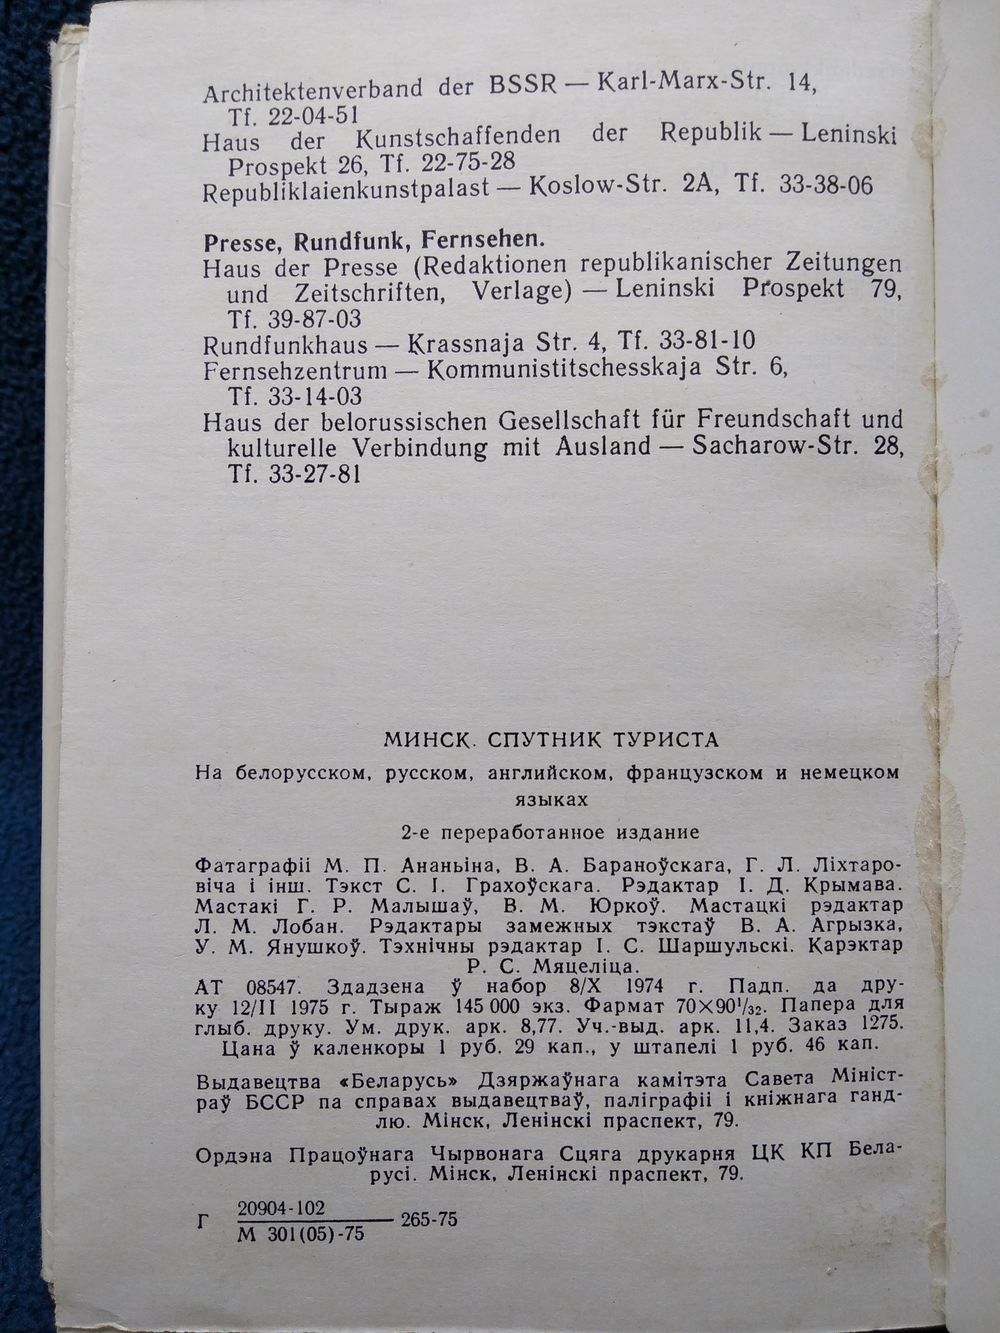 Architektenverband der BSSR — Karl-Marx-Str. 14,
Tf. 22-04-51
Haus der Kunstschaffenden der Republik — Leninski
Prospekt 26, Tf. 22-75-28
Republiklaienkunstpalast — Koslow-Str. 2A, Tf. 33-38-06
Presse, Rundfunk, Fernsehen.
Haus der Presse (Redaktionen republikanischer Zeitungen
und Zeitschriften, Verlage) — Leninski Prospekt 79,
Tf. 39-87-03
Rundfunkhaus — Krassnaja Str. 4, Tf. 33-81-10
Fernsehzentrum — Kommunistitschesskaja Str. 6,
Tf. 33-14-03
Haus der belorussischen Gesellschaft für Freundschaft und
kulturelle Verbindung mit Ausland — Sacharow-Str. 28,
Tf. 33-27-81
МИНСК. СПУТНИК ТУРИСТА
На белорусском, русском, английском, французском и немецком
языках
2-е переработанное издание
Фатаграфіі М. П. Ананьіна, В. А. Бараноўскага, Г. Л. Ліхтаро-
віча і інш. Тэкст С. І. Грахоўскага. Рэдактар І. Д. Крымава.
Мастакі Г. Р. Малышаў, В. М. Юркоў. Мастацкі рэдактар
Л. М. Лобан. Рэдактары замежных тэкстаў В. А. Агрызка,
У. М. Янушкоў. Тэхнічны рэдактар І. С. Шаршульскі. Карэктар
Р. С. Мяцеліца.
АТ 08547. Здадзена ў набор 8/X 1974 г. Падп. да дру-
ку 12/II 1975 г. Тыраж 145 000 экз. Фармат 70×90¹/₃₂. Папера для
глыб. друку. Ум. друк. арк. 8,77. Уч.-выд. арк. 11,4. Заказ 1275.
Цана ў каленкоры 1 руб. 29 кап., у штапелі 1 руб. 46 кап.
Выдавецтва «Беларусь» Дзяржаўнага камітэта Савета Мініст-
раў БССР па справах выдавецтваў, паліграфіі і кніжнага ганд-
лю. Мінск, Ленінскі праспект, 79.
Ордэна Працоўнага Чырвонага Сцяга друкарня ЦК КП Бела-
русі. Мінск, Ленінскі праспект, 79.
20904-102
Г 265-75
М 301(05)-75